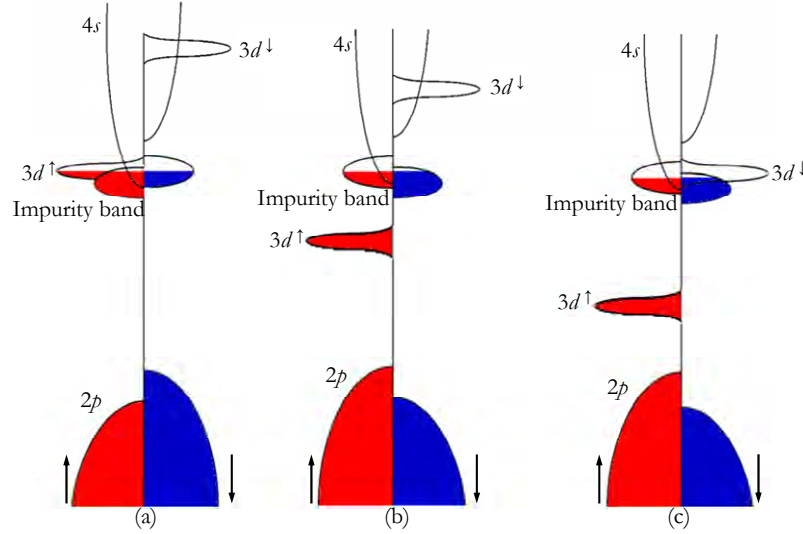 4s
3d↓
3d↑
Impurity band
2p
(a)
4s
3d↓
Impurity band
3d↑
2p
(b)
4s
3d↓
Impurity band
3d↑
2p
(c)